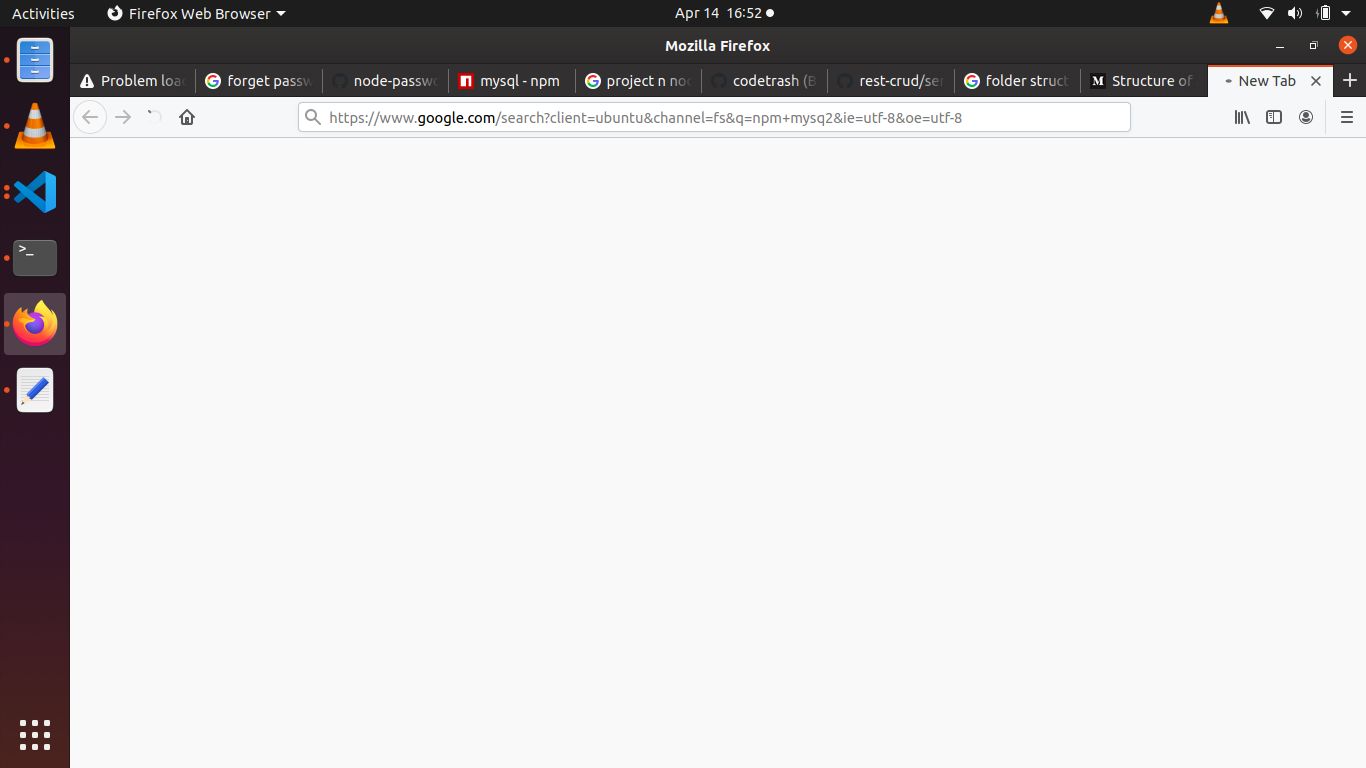 Activities Firefox Web Browser Apr 14 16:52
Mozilla Firefox
Problem loa forget passw node-passwo mysql - npm project n noc codetrash (B rest-crud/ser folder struct Structure of New Tab
https://www.google.com/search?client=ubuntu&channel=fs&q=npm+mysq2&ie=utf-8&oe=utf-8
>_